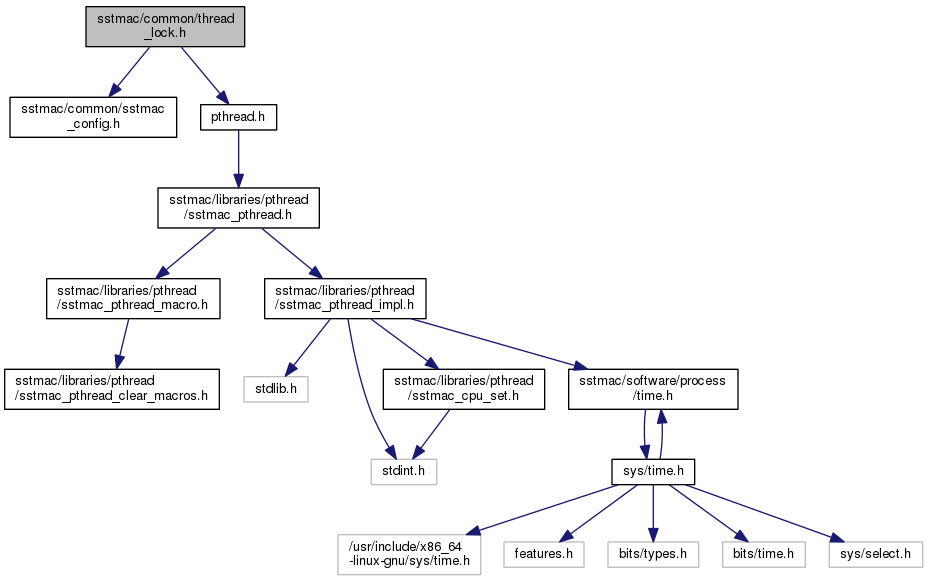 sstmac/common/thread
_lock.h
sstmac/common/sstmac
_config.h
pthread.h
sstmac/libraries/pthread
/sstmac_pthread.h
sstmac/libraries/pthread
/sstmac_pthread_macro.h
sstmac/libraries/pthread
/sstmac_pthread_impl.h
sstmac/libraries/pthread
/sstmac_pthread_clear_macros.h
stdlib.h
sstmac/libraries/pthread
/sstmac_cpu_set.h
sstmac/software/process
/time.h
stdint.h
sys/time.h
/usr/include/x86_64
-linux-gnu/sys/time.h
features.h
bits/types.h
bits/time.h
sys/select.h